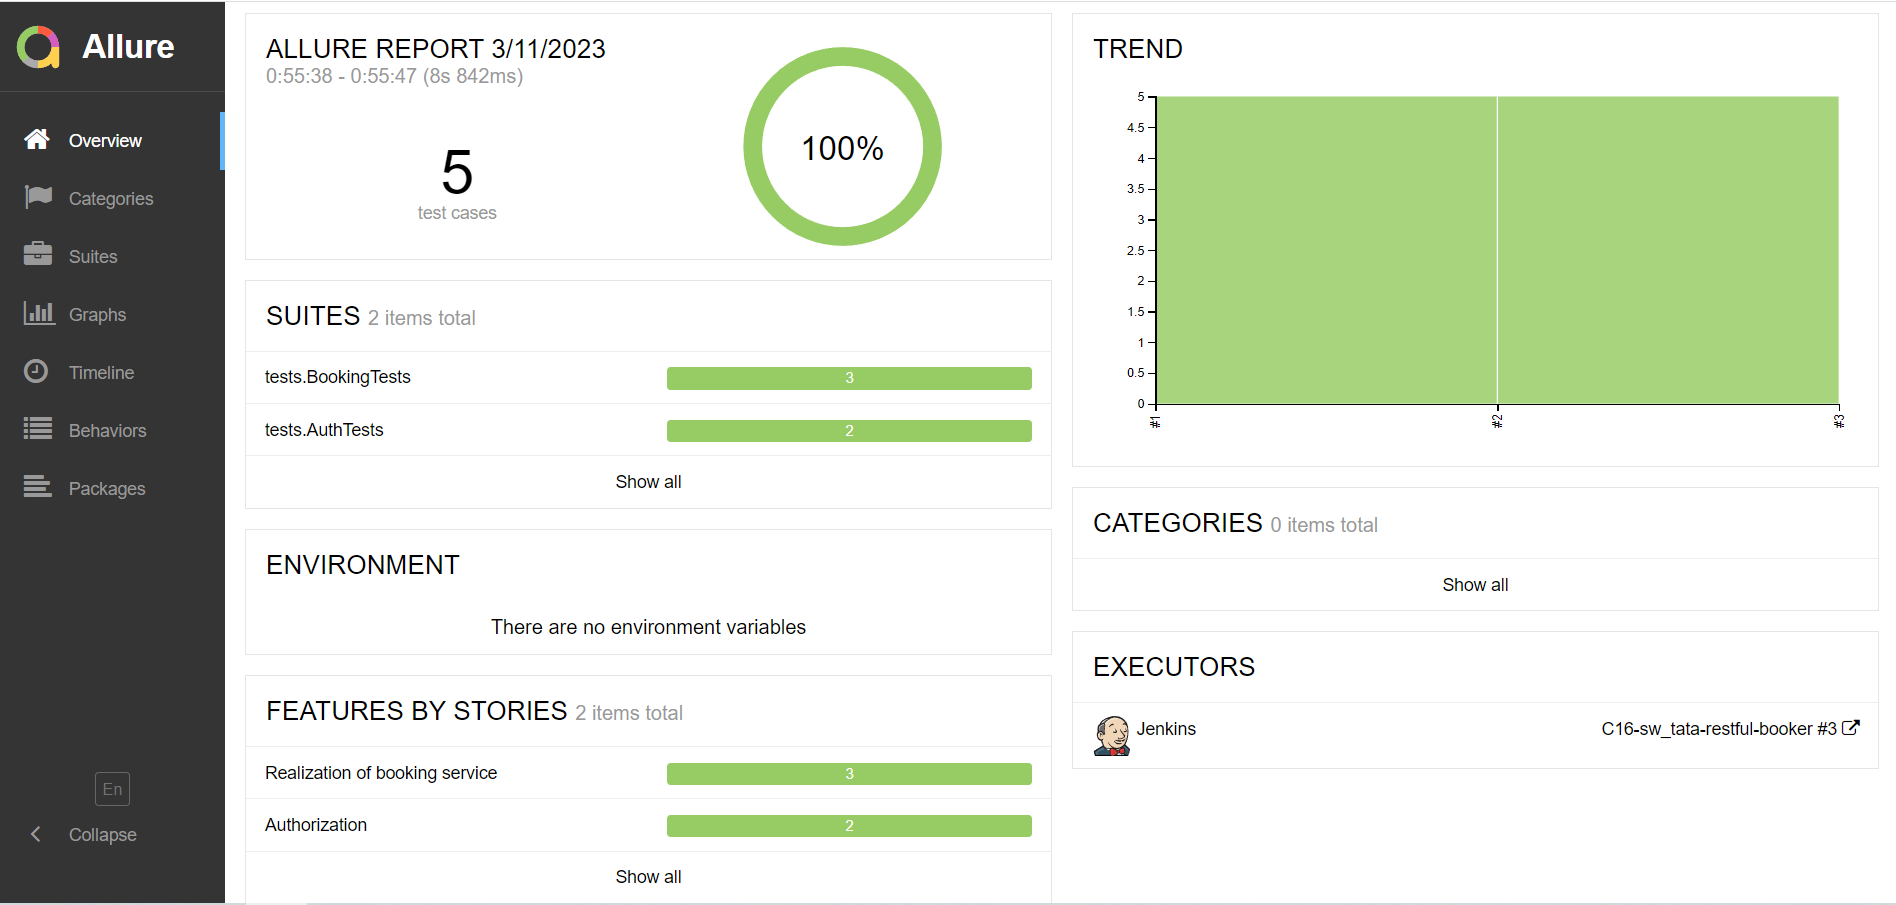 Allure
Overview
Categories
Suites
Graphs
Timeline
Behaviors
Packages
En
Collapse
ALLURE REPORT 3/11/2023
0:55:38 - 0:55:47 (8s 842ms)
5
test cases
100%
SUITES 2 items total
tests.BookingTests 3
tests.AuthTests 2
Show all
ENVIRONMENT
There are no environment variables
FEATURES BY STORIES 2 items total
Realization of booking service 3
Authorization 2
Show all
TREND
5
4.5
4
3.5
3
2.5
2
1.5
1
0.5
0
#1
#2
#3
CATEGORIES 0 items total
Show all
EXECUTORS
Jenkins C16-sw_tata-restful-booker #3